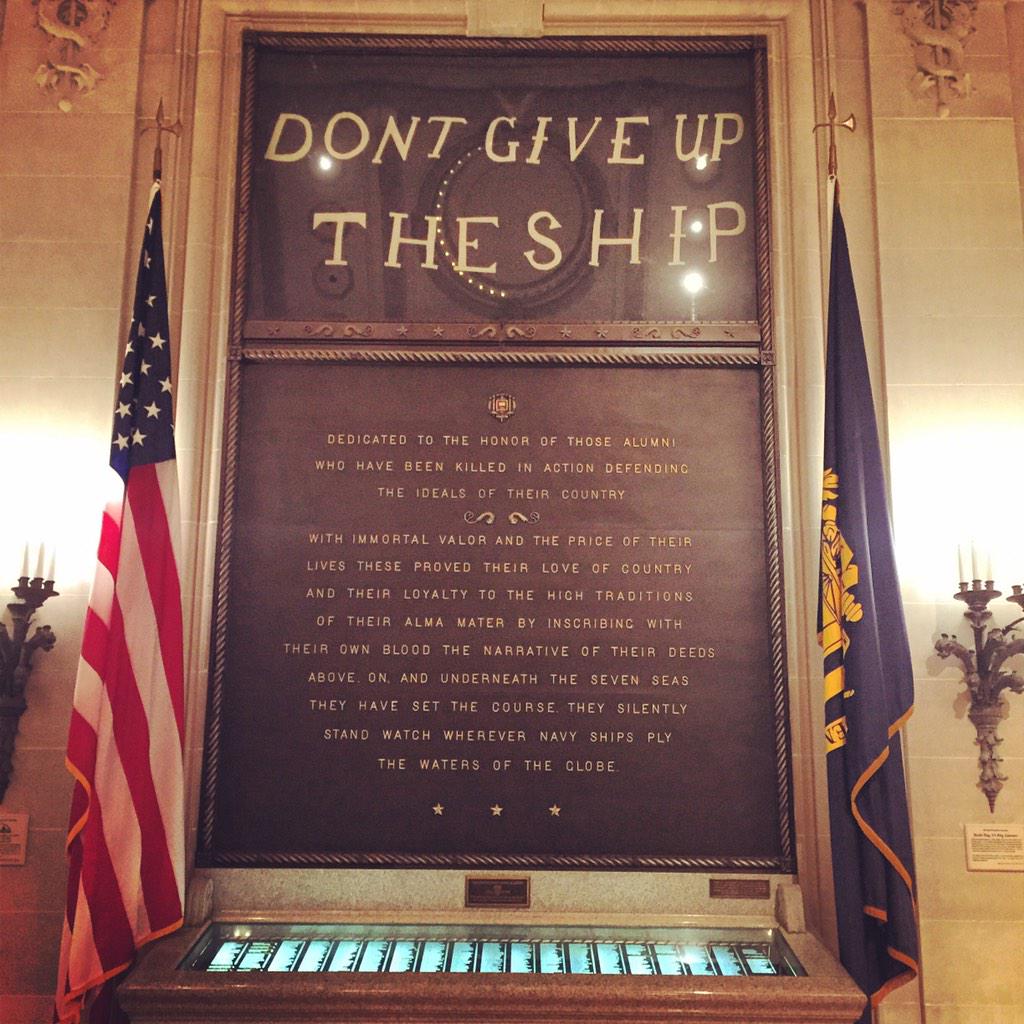 DONT GIVE UP
THE SHIP
DEDICATED TO THE HONOR OF THOSE ALUMNI
WHO HAVE BEEN KILLED IN ACTION DEFENDING
THE IDEALS OF THEIR COUNTRY
WITH IMMORTAL VALOR AND THE PRICE OF THEIR
LIVES THESE PROVED THEIR LOVE OF COUNTRY
AND THEIR LOYALTY TO THE HIGH TRADITIONS
OF THEIR ALMA MATER BY INSCRIBING WITH
THEIR OWN BLOOD THE NARRATIVE OF THEIR DEEDS
ABOVE, ON, AND UNDERNEATH THE SEVEN SEAS
THEY HAVE SET THE COURSE. THEY SILENTLY
STAND WATCH WHEREVER NAVY SHIPS PLY
THE WATERS OF THE GLOBE.